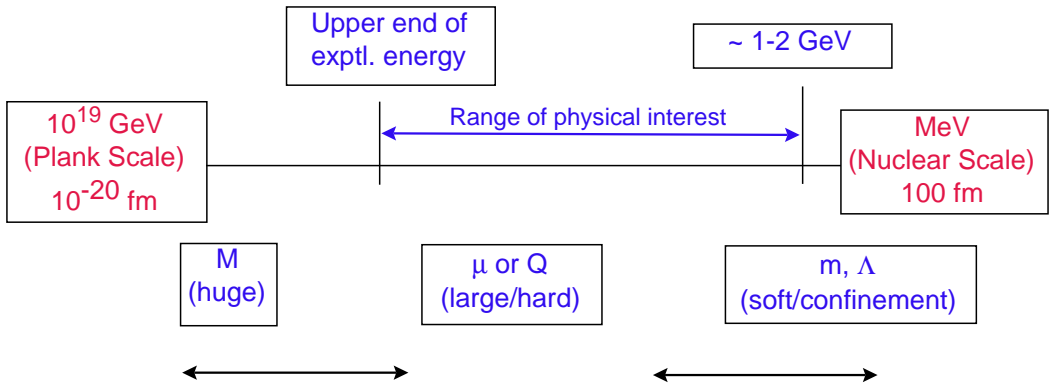 Upper end of
exptl. energy
~ 1-2 GeV
Range of physical interest
10^19 GeV
(Plank Scale)
10^-20 fm
MeV
(Nuclear Scale)
100 fm
M
(huge)
μ or Q
(large/hard)
m, Λ
(soft/confinement)